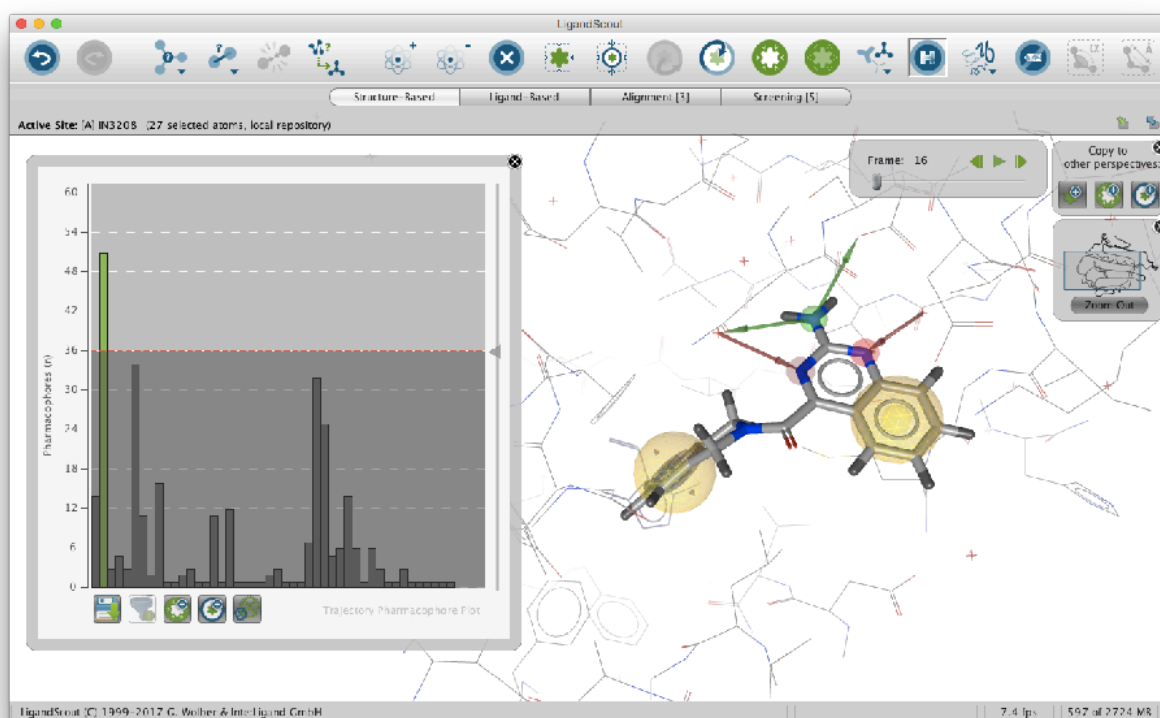 LigandScout
Structure-Based
Ligand-Based
Alignment [3]
Screening [5]
Active Site: [A] IN3208 (27 selected atoms, local repository)
Frame: 16
Copy to
other perspectives:
Zoom Out
60
54
48
42
36
30
24
18
12
6
0
Pharmacophores (n)
Trajectory Pharmacophore Plot
LigandScout (C) 1999-2017 G. Wolber & Inte:Ligand GmbH
7.4 fps
597 of 2724 MB